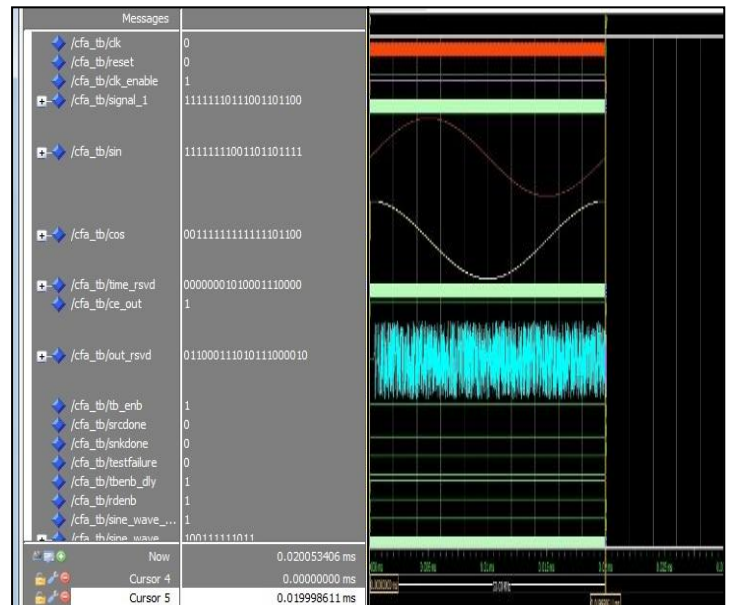 Messages
/cfa_tb/clk 0
/cfa_tb/reset 0
/cfa_tb/clk_enable 1
/cfa_tb/signal_1 11111110111001101100
/cfa_tb/sin 11111111001101101111
/cfa_tb/cos 00111111111111101100
/cfa_tb/time_rsvd 00000001010001110000
/cfa_tb/ce_out 1
/cfa_tb/out_rsvd 011000111010111000010
/cfa_tb/tb_enb 1
/cfa_tb/srcdone 0
/cfa_tb/snkdone 0
/cfa_tb/testfailure 0
/cfa_tb/tbenb_dly 1
/cfa_tb/rdenb 1
/cfa_tb/sine_wave_... 1
/cfa_tb/sine_wave 100111111011
Now 0.020053406 ms
Cursor 4 0.00000000 ms
Cursor 5 0.019998611 ms